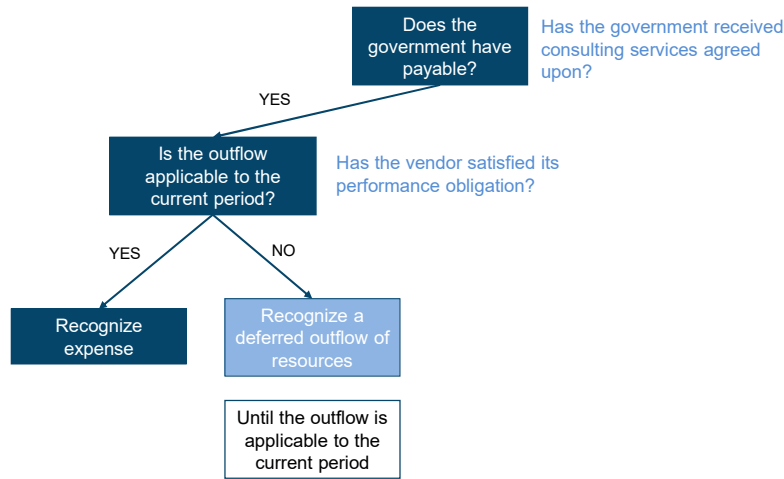 Does the
government have
payable?
Has the government received
consulting services agreed
upon?
YES
Is the outflow
applicable to the
current period?
Has the vendor satisfied its
performance obligation?
YES
NO
Recognize
expense
Recognize a
deferred outflow of
resources
Until the outflow is
applicable to the
current period